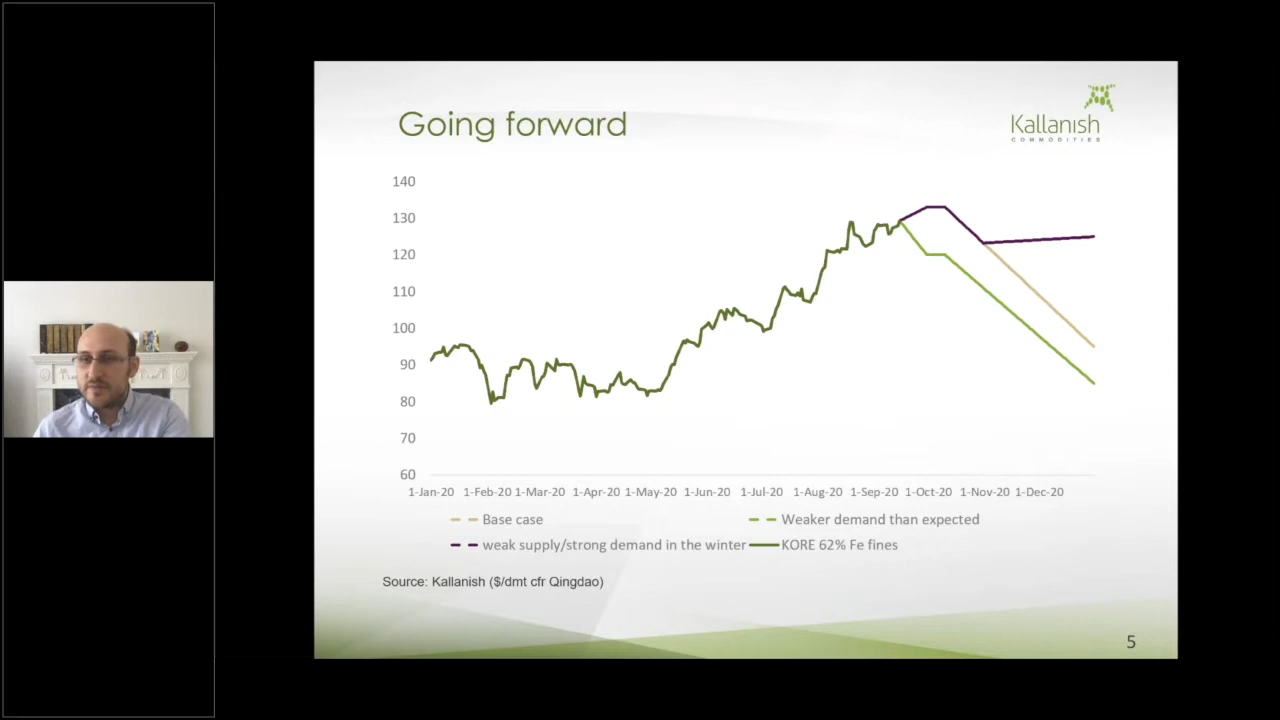 Going forward
Kallanish
COMMODITIES
140
130
120
110
100
90
80
70
60
1-Jan-20 1-Feb-20 1-Mar-20 1-Apr-20 1-May-20 1-Jun-20 1-Jul-20 1-Aug-20 1-Sep-20 1-Oct-20 1-Nov-20 1-Dec-20
Base case
Weaker demand than expected
weak supply/strong demand in the winter
KORE 62% Fe fines
Source: Kallanish ($/dmt cfr Qingdao)
5